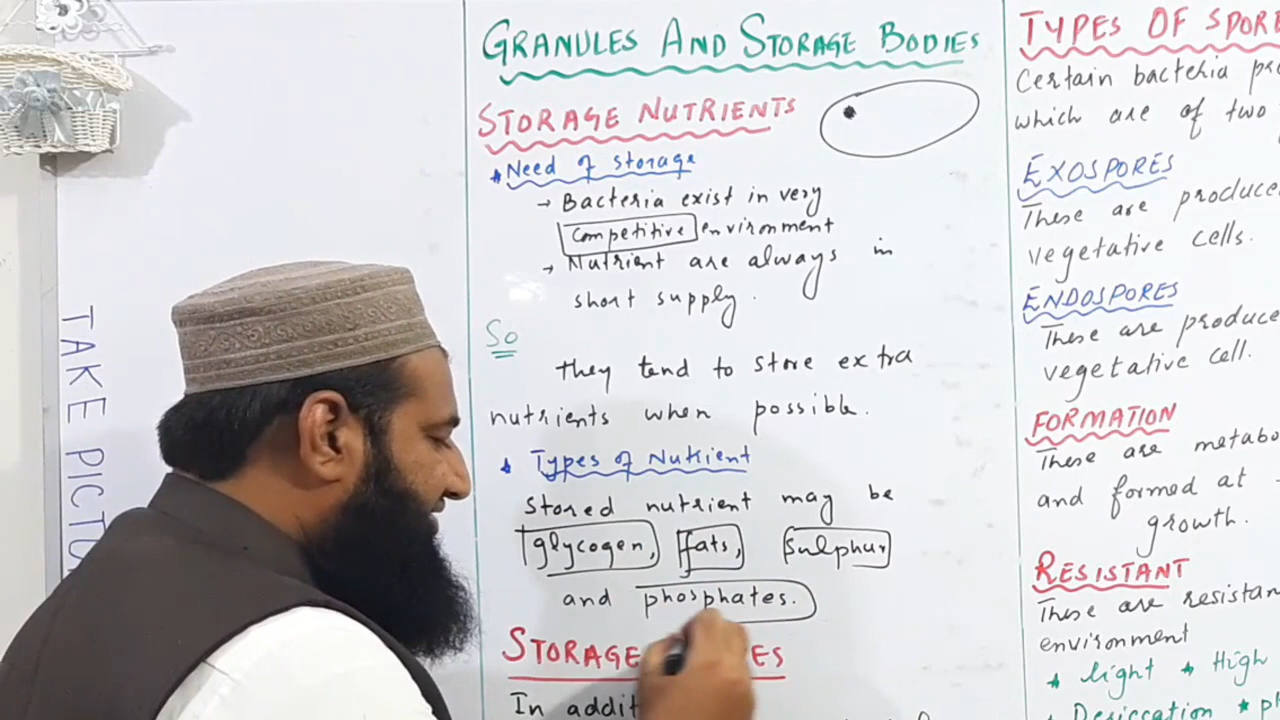 TAKE PICTU
GRANULES AND STORAGE BODIES
STORAGE NUTRIENTS
Need of storage
→ Bacteria exist in very
competitive environment
→ Nutrient are always in
short supply.
So
they tend to store extra
nutrients when possible.
Types of Nutrient
Stored nutrient may be
glycogen, fats, Sulphur
and phosphates.
STORAGE ES
In addit
TYPES OF SPOR
Certain bacteria pr
which are of two
EXOSPORES
These are produce
vegetative cells.
ENDOSPORES
These are produce
vegetative cell.
FORMATION
These are metabo
and formed at
growth.
RESISTANT
These are resistan
environment
★ light ★ High
Desiccation ★ p